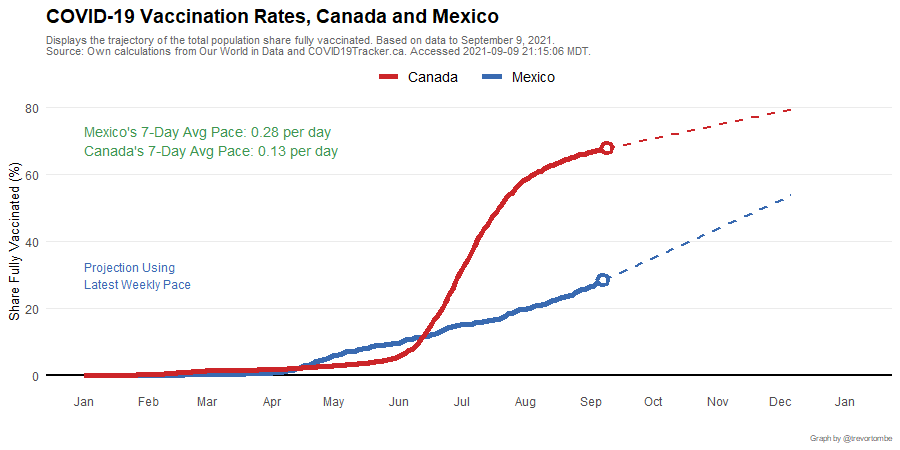 COVID-19 Vaccination Rates, Canada and Mexico
Displays the trajectory of the total population share fully vaccinated. Based on data to September 9, 2021.
Source: Own calculations from Our World in Data and COVID19Tracker.ca. Accessed 2021-09-09 21:15:06 MDT.
Canada Mexico
Share Fully Vaccinated (%)
80
Mexico's 7-Day Avg Pace: 0.28 per day
Canada's 7-Day Avg Pace: 0.13 per day
60
40
Projection Using
Latest Weekly Pace
20
0
Jan Feb Mar Apr May Jun Jul Aug Sep Oct Nov Dec Jan
Graph by @trevortombe